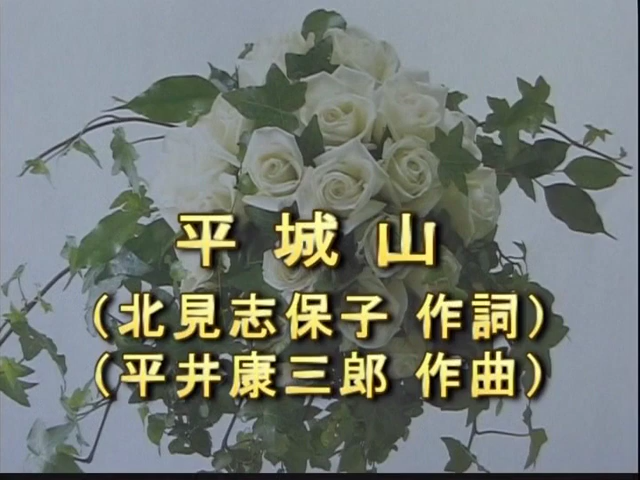 平城山
（北見志保子 作詞）
（平井康三郎 作曲）